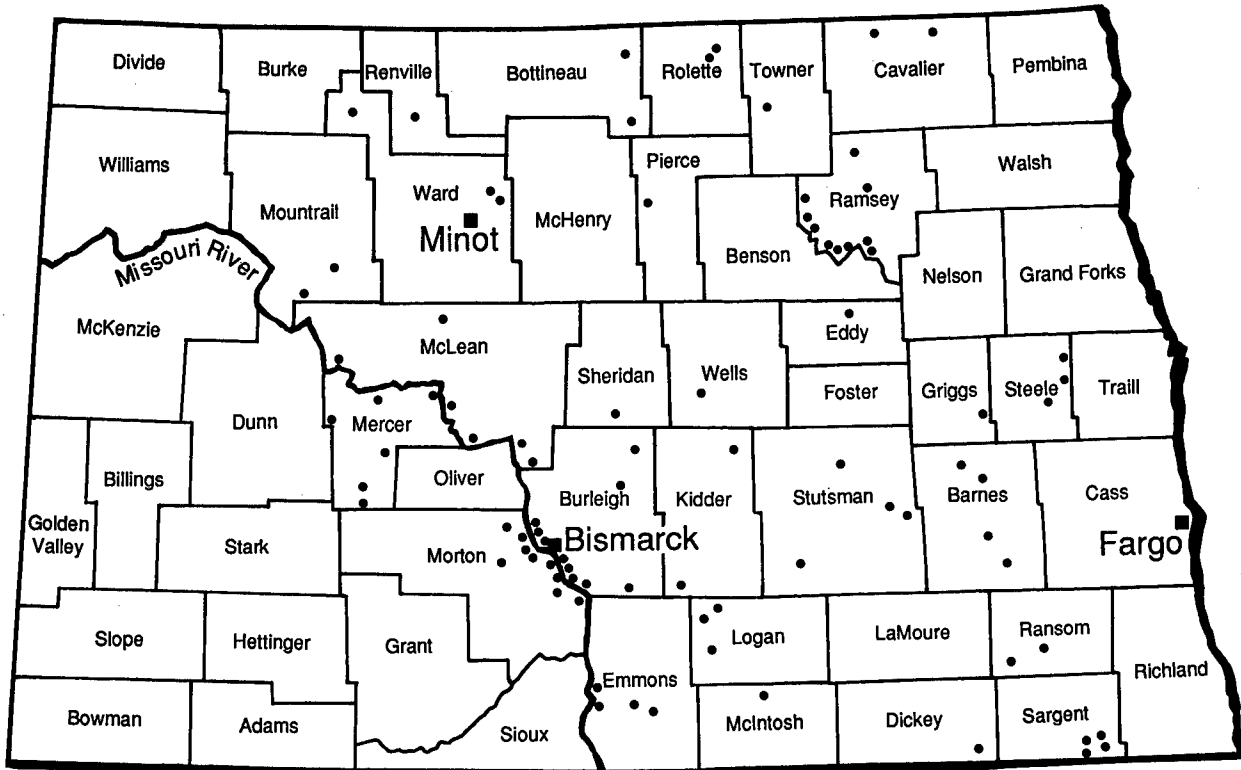 Divide
Burke
Renville
Bottineau
Rolette
Towner
Cavalier
Pembina
Williams
Mountrail
Ward
Minot
McHenry
Pierce
Benson
Ramsey
Walsh
Nelson
Grand Forks
Missouri River
McKenzie
McLean
Sheridan
Wells
Eddy
Foster
Griggs
Steele
Traill
Dunn
Mercer
Oliver
Billings
Golden
Valley
Stark
Morton
Burleigh
Bismarck
Kidder
Stutsman
Barnes
Cass
Fargo
Slope
Hettinger
Grant
Emmons
Logan
LaMoure
Ransom
Richland
Bowman
Adams
Sioux
McIntosh
Dickey
Sargent